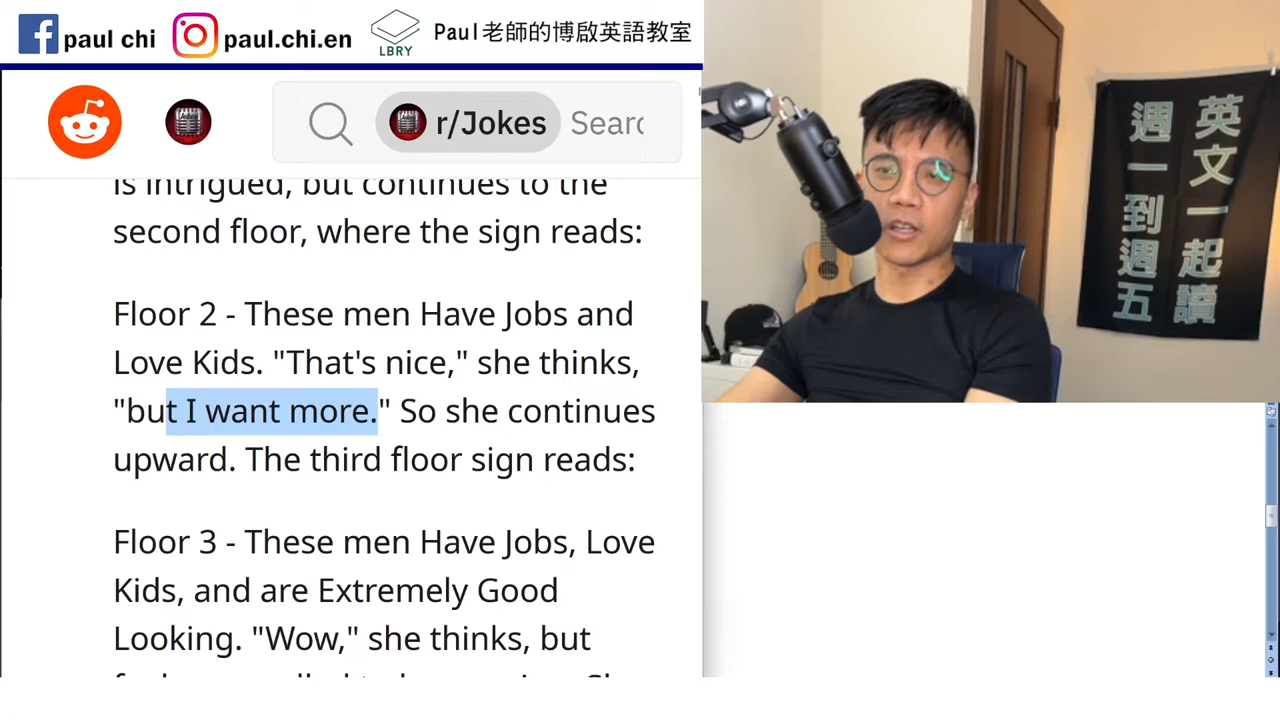 paul chi
paul.chi.en
LBRY
Paul老師的博啟英語教室
r/Jokes
is intrigued, but continues to the
second floor, where the sign reads:
Floor 2 - These men Have Jobs and
Love Kids. "That's nice," she thinks,
"but I want more." So she continues
upward. The third floor sign reads:
Floor 3 - These men Have Jobs, Love
Kids, and are Extremely Good
Looking. "Wow," she thinks, but
英文一起讀
週一到週五